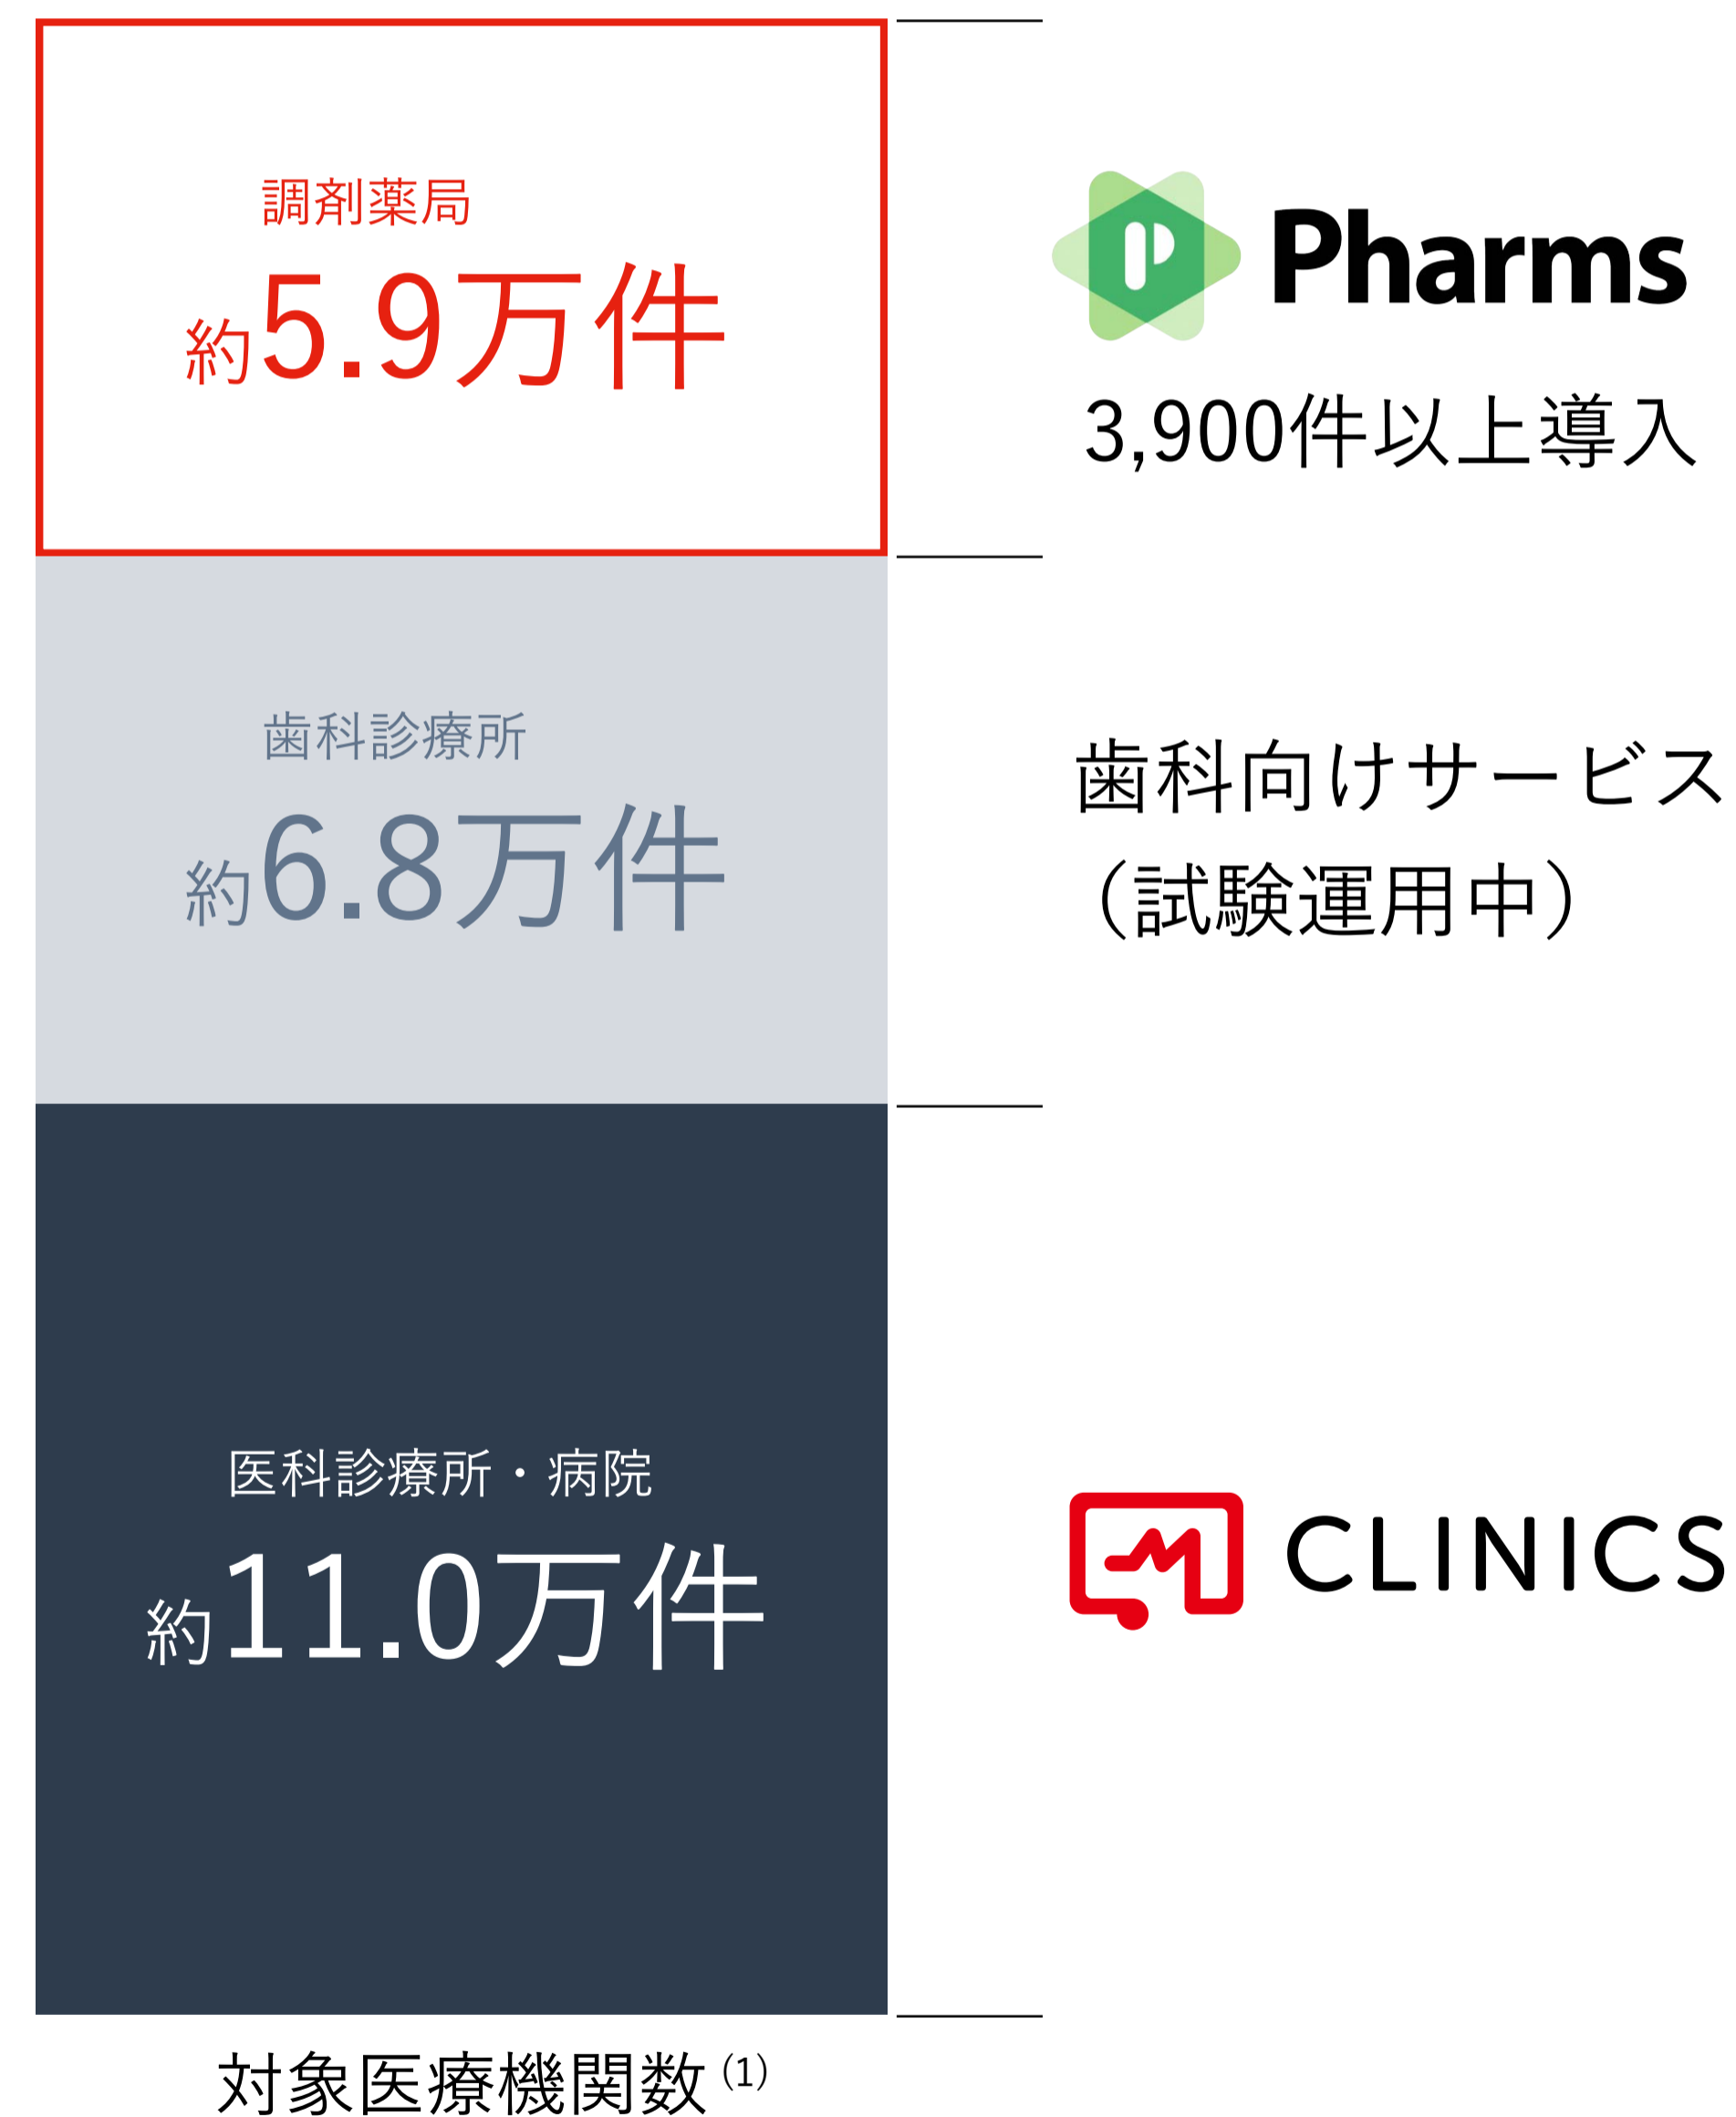 調剤薬局
約5.9万件
Pharms
3,900件以上導入
歯科診療所
約6.8万件
歯科向けサービス
（試験運用中）
医科診療所・病院
約11.0万件
CLINICS
対象医療機関数(1)